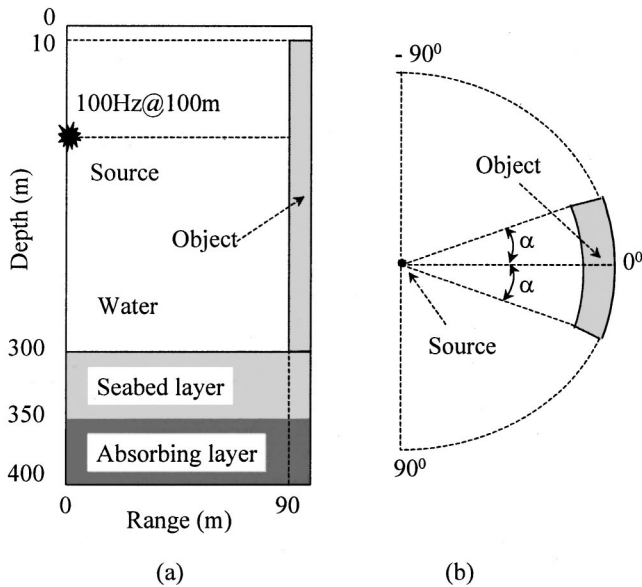 0
10
100Hz@100m
Source
Object
Water
300
Seabed layer
350
Absorbing layer
400
0
90
Range (m)
Depth (m)
(a)
- 90⁰
Object
α
0⁰
α
Source
90⁰
(b)